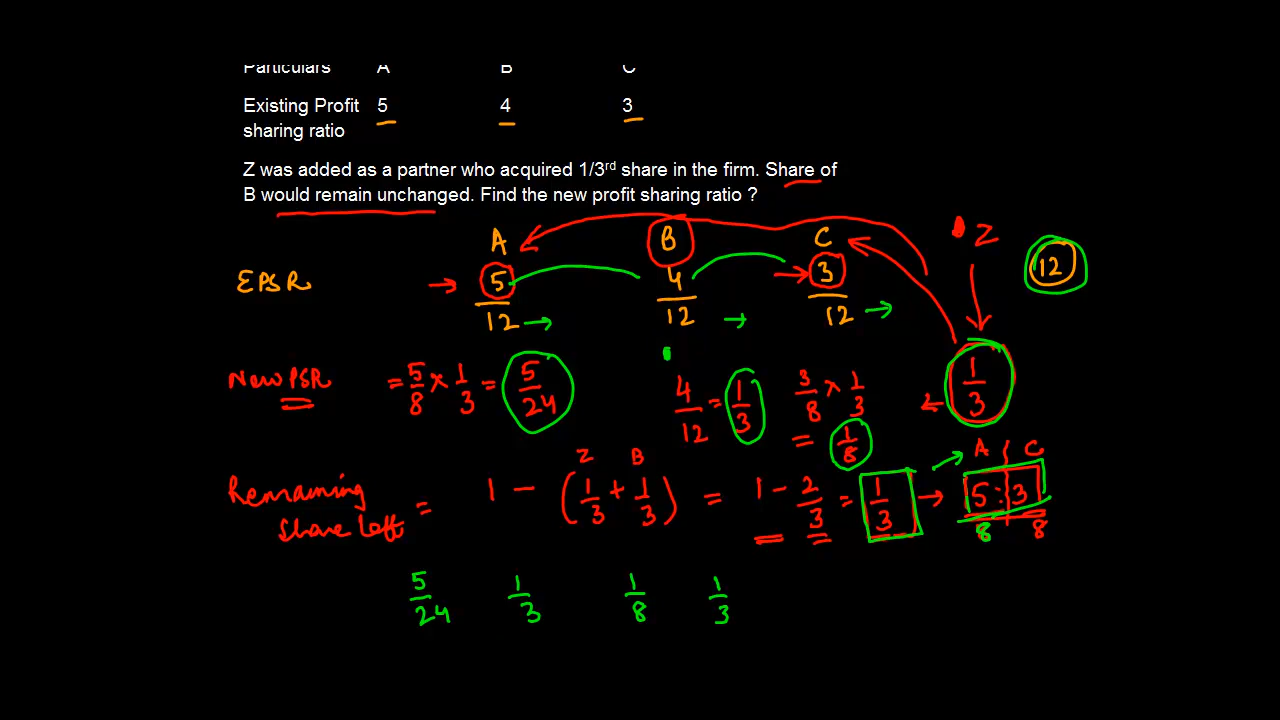 Particulars A B C
Existing Profit 5 4 3
sharing ratio
Z was added as a partner who acquired 1/3rd share in the firm. Share of
B would remain unchanged. Find the new profit sharing ratio ?
A B C Z
EPSR → 5/12 → 4/12 → 3/12 → 12
New PSR = 5/8 × 1/3 = 5/24 4/12 = 1/3 3/8 × 1/3 = 1/8 1/3
Z B A C
Remaining share left = 1 - (1/3 + 1/3) = 1 - 2/3 = 1/3 → 5 : 3
8 8
5/24 1/3 1/8 1/3